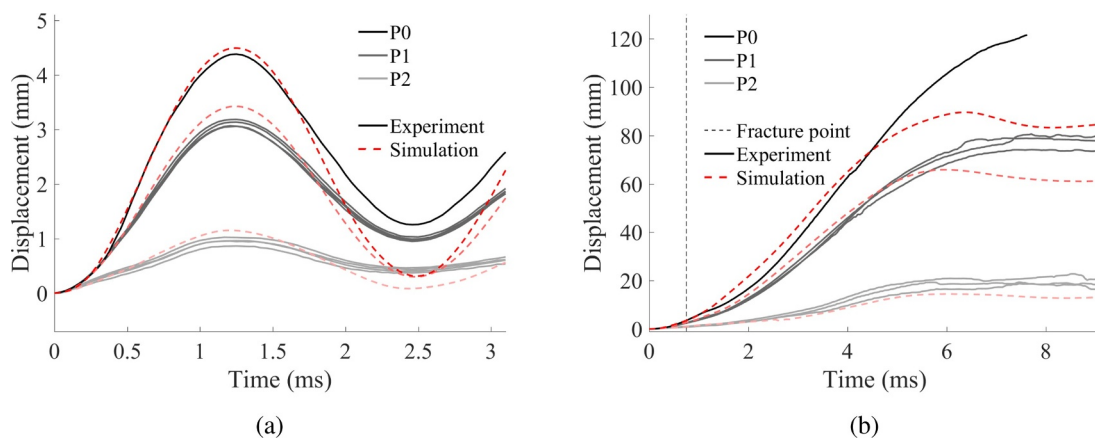 5
4
3
2
1
0
Displacement (mm)
0
0.5
1
1.5
2
2.5
3
Time (ms)
P0
P1
P2
Experiment
Simulation
(a)
120
100
80
60
40
20
0
Displacement (mm)
0
2
4
6
8
Time (ms)
P0
P1
P2
Fracture point
Experiment
Simulation
(b)